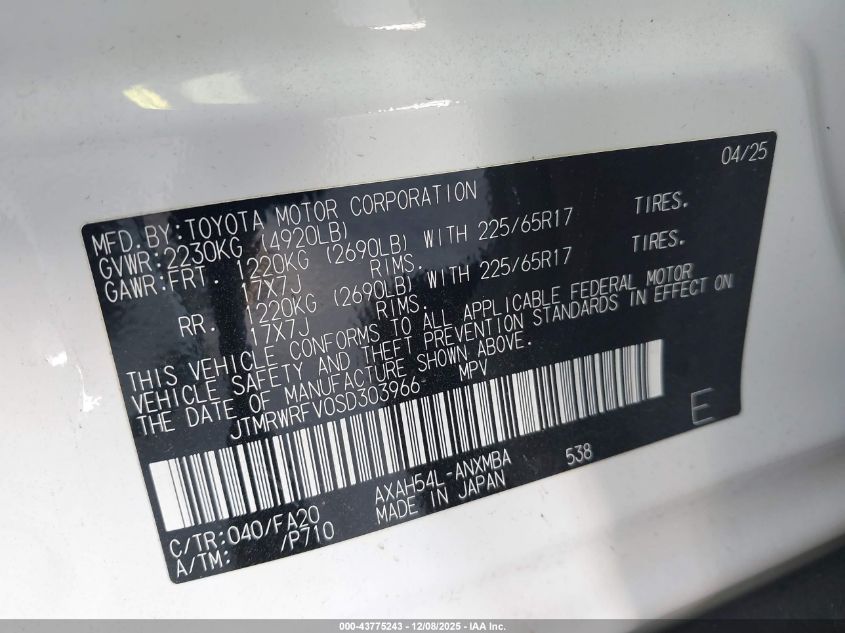 04/25
MFD. BY: TOYOTA MOTOR CORPORATION
GVWR: 2230KG (4920LB)
GAWR: FRT. 1220KG (2690LB) WITH 225/65R17 TIRES.
17X7J RIMS.
RR. 1220KG (2690LB) WITH 225/65R17 TIRES.
17X7J RIMS.
THIS VEHICLE CONFORMS TO ALL APPLICABLE FEDERAL MOTOR
VEHICLE SAFETY AND THEFT PREVENTION STANDARDS IN EFFECT ON
THE DATE OF MANUFACTURE SHOWN ABOVE.
JTMRWRFV0SD303966 MPV
E
AXAH54L-ANXMBA 538
C/TR: 040/FA20 MADE IN JAPAN
A/TM: /P710
000-43775243 - 12/08/2025 - IAA Inc.